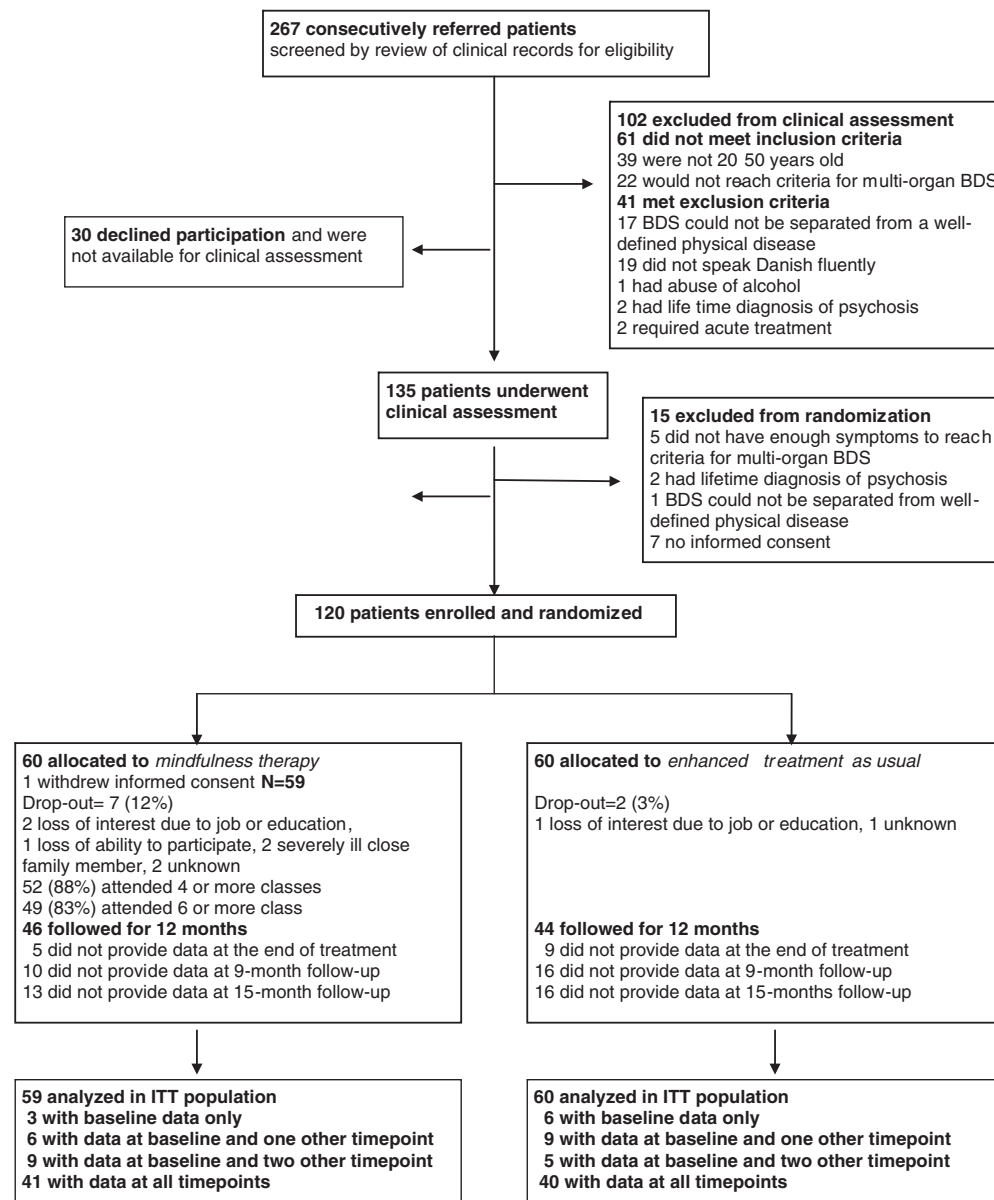 267 consecutively referred patients
screened by review of clinical records for eligibility
102 excluded from clinical assessment
61 did not meet inclusion criteria
39 were not 20 50 years old
22 would not reach criteria for multi-organ BDS
41 met exclusion criteria
17 BDS could not be separated from a well-
defined physical disease
19 did not speak Danish fluently
1 had abuse of alcohol
2 had life time diagnosis of psychosis
2 required acute treatment
30 declined participation and were
not available for clinical assessment
135 patients underwent
clinical assessment
15 excluded from randomization
5 did not have enough symptoms to reach
criteria for multi-organ BDS
2 had lifetime diagnosis of psychosis
1 BDS could not be separated from well-
defined physical disease
7 no informed consent
120 patients enrolled and randomized
60 allocated to mindfulness therapy
1 withdrew informed consent N=59
Drop-out= 7 (12%)
2 loss of interest due to job or education,
1 loss of ability to participate, 2 severely ill close
family member, 2 unknown
52 (88%) attended 4 or more classes
49 (83%) attended 6 or more class
46 followed for 12 months
5 did not provide data at the end of treatment
10 did not provide data at 9-month follow-up
13 did not provide data at 15-month follow-up
60 allocated to enhanced treatment as usual
Drop-out=2 (3%)
1 loss of interest due to job or education, 1 unknown
44 followed for 12 months
9 did not provide data at the end of treatment
16 did not provide data at 9-month follow-up
16 did not provide data at 15-months follow-up
59 analyzed in ITT population
3 with baseline data only
6 with data at baseline and one other timepoint
9 with data at baseline and two other timepoint
41 with data at all timepoints
60 analyzed in ITT population
6 with baseline data only
9 with data at baseline and one other timepoint
5 with data at baseline and two other timepoint
40 with data at all timepoints